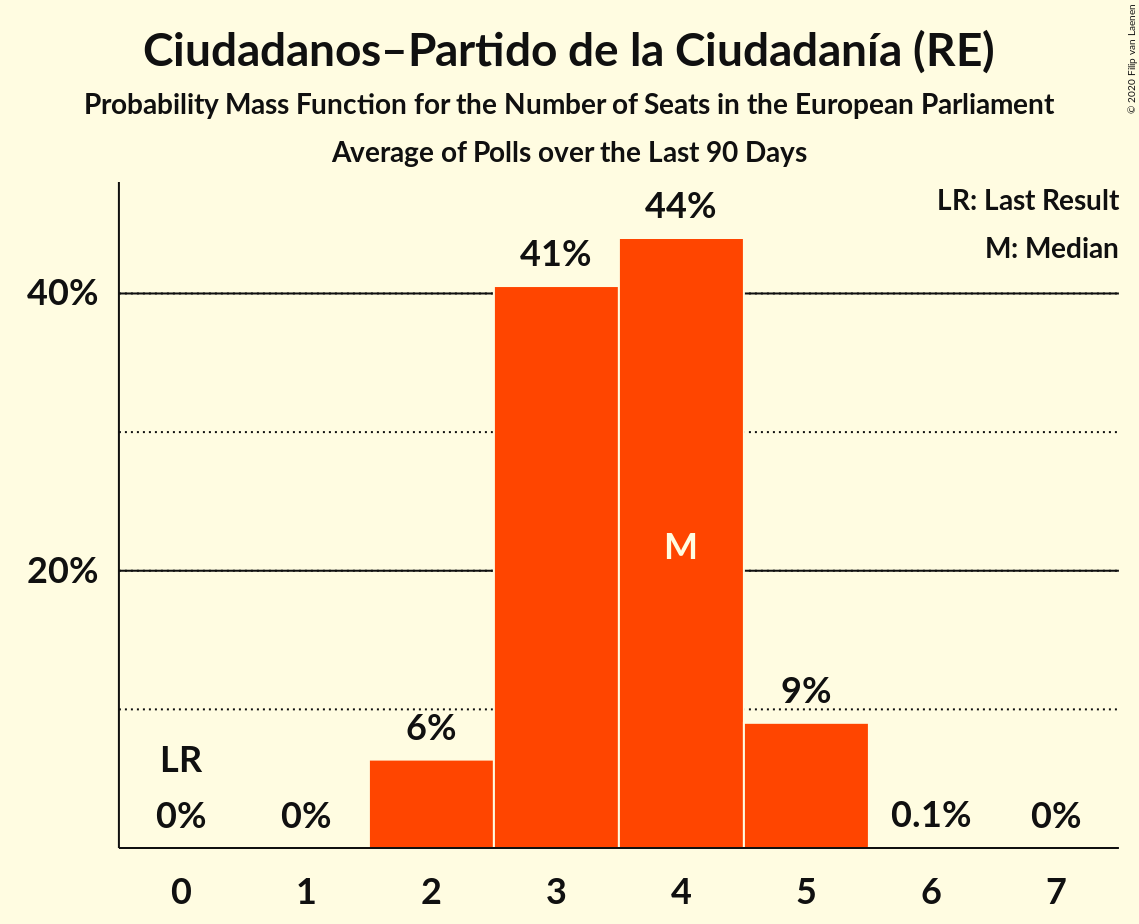 Ciudadanos–Partido de la Ciudadanía (RE)
Probability Mass Function for the Number of Seats in the European Parliament
Average of Polls over the Last 90 Days
© 2020 Filip van Laenen
LR: Last Result
M: Median
44%
41%
40%
M
20%
9%
6%
LR
0%
0%
0.1%
0%
0
1
2
3
4
5
6
7